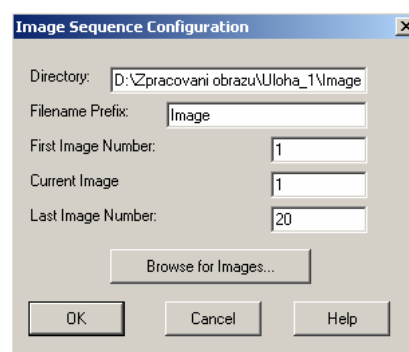 Image Sequence Configuration
Directory: D:\Zpracovani obrazu\Uloha_1\Image
Filename Prefix: Image
First Image Number: 1
Current Image 1
Last Image Number: 20
Browse for Images...
OK Cancel Help